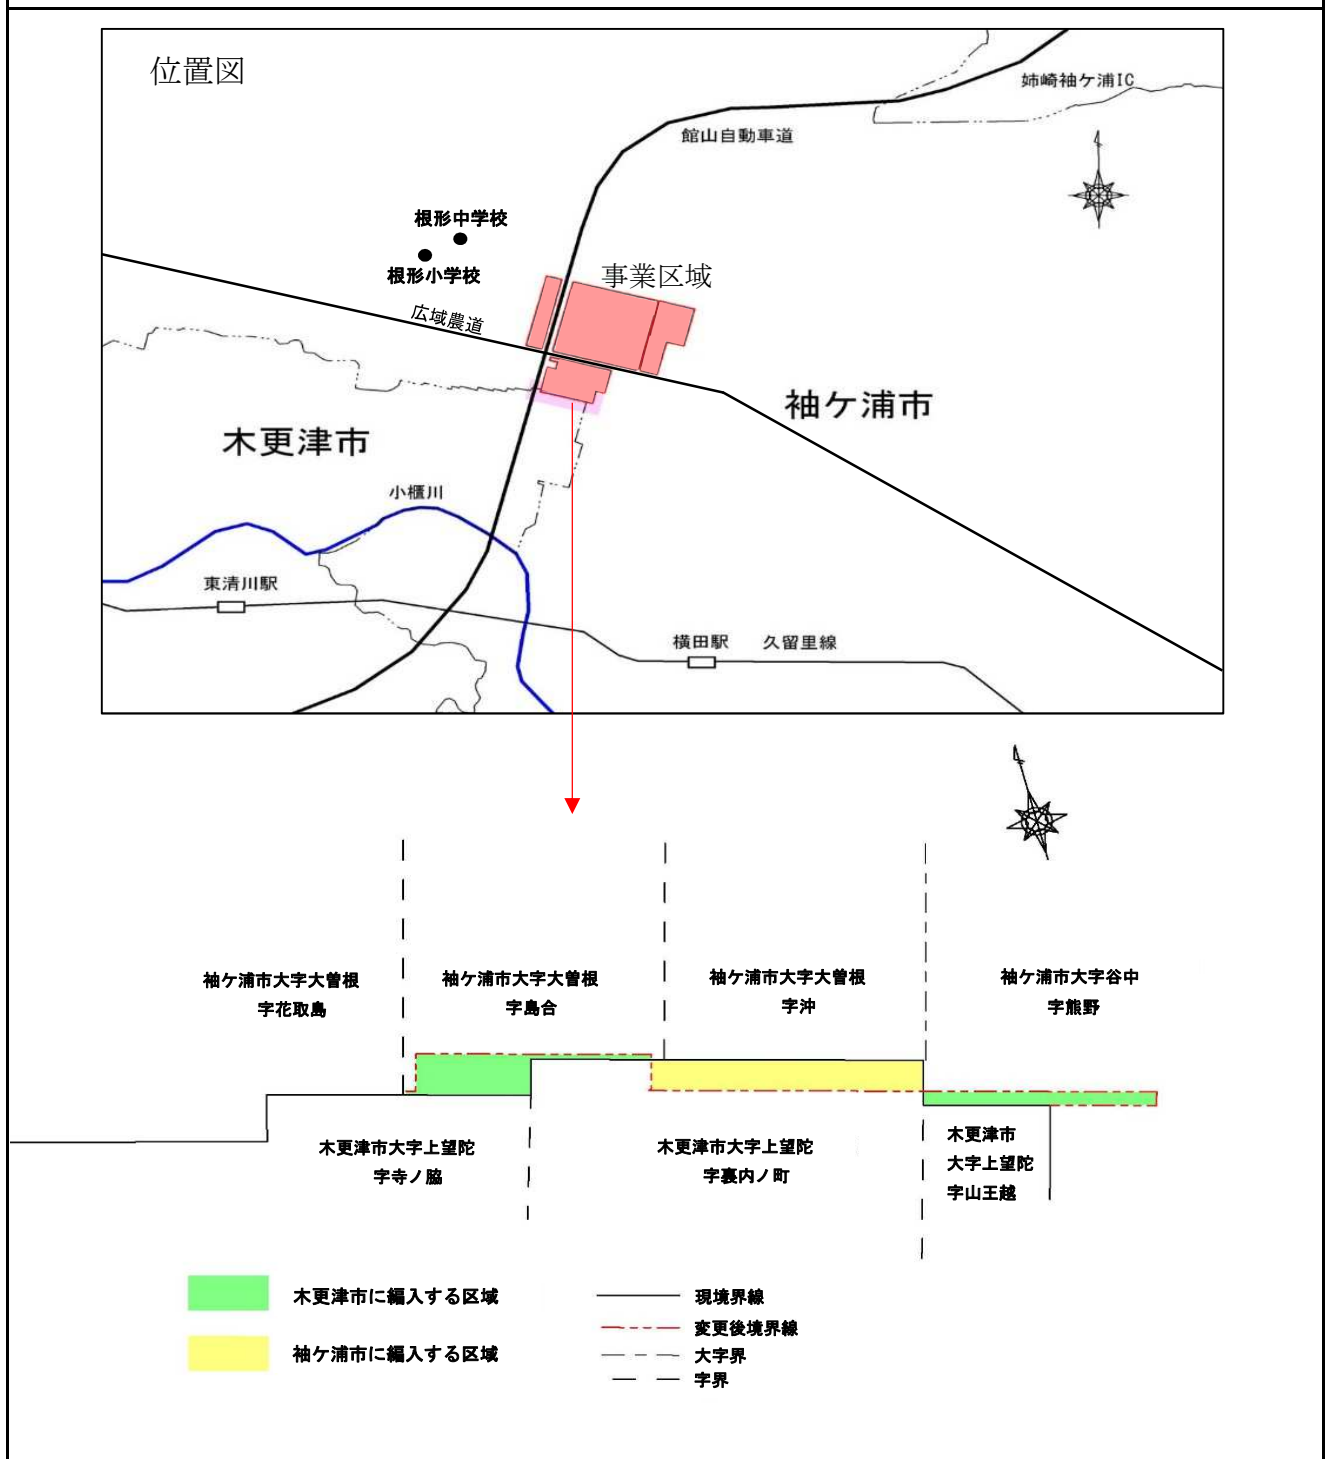 位置図
姉崎袖ケ浦IC
館山自動車道
根形中学校
根形小学校
事業区域
広域農道
袖ケ浦市
木更津市
小櫃川
東清川駅
横田駅
久留里線
袖ケ浦市大字大曽根
字花取島
袖ケ浦市大字大曽根
字島合
袖ケ浦市大字大曽根
字沖
袖ケ浦市大字谷中
字熊野
木更津市大字上望陀
字寺ノ脇
木更津市大字上望陀
字裏内ノ町
木更津市
大字上望陀
字山王越
木更津市に編入する区域
袖ケ浦市に編入する区域
現境界線
変更後境界線
大字界
字界